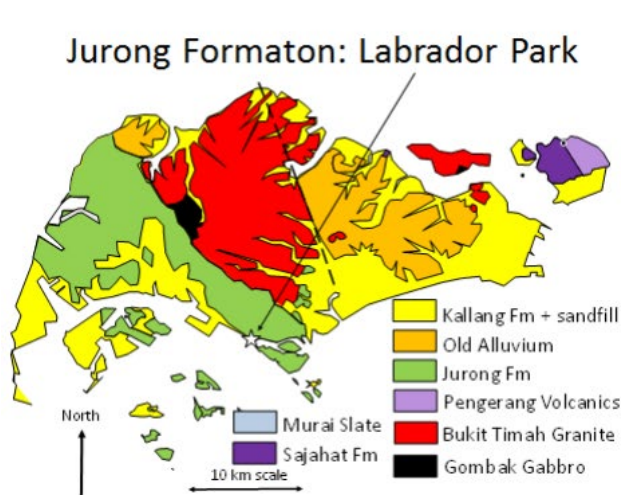 Jurong Formaton: Labrador Park
Kallang Fm + sandfill
Old Alluvium
Jurong Fm
Pengerang Volcanics
Bukit Timah Granite
Gombak Gabbro
Murai Slate
Sajahat Fm
North
10 km scale